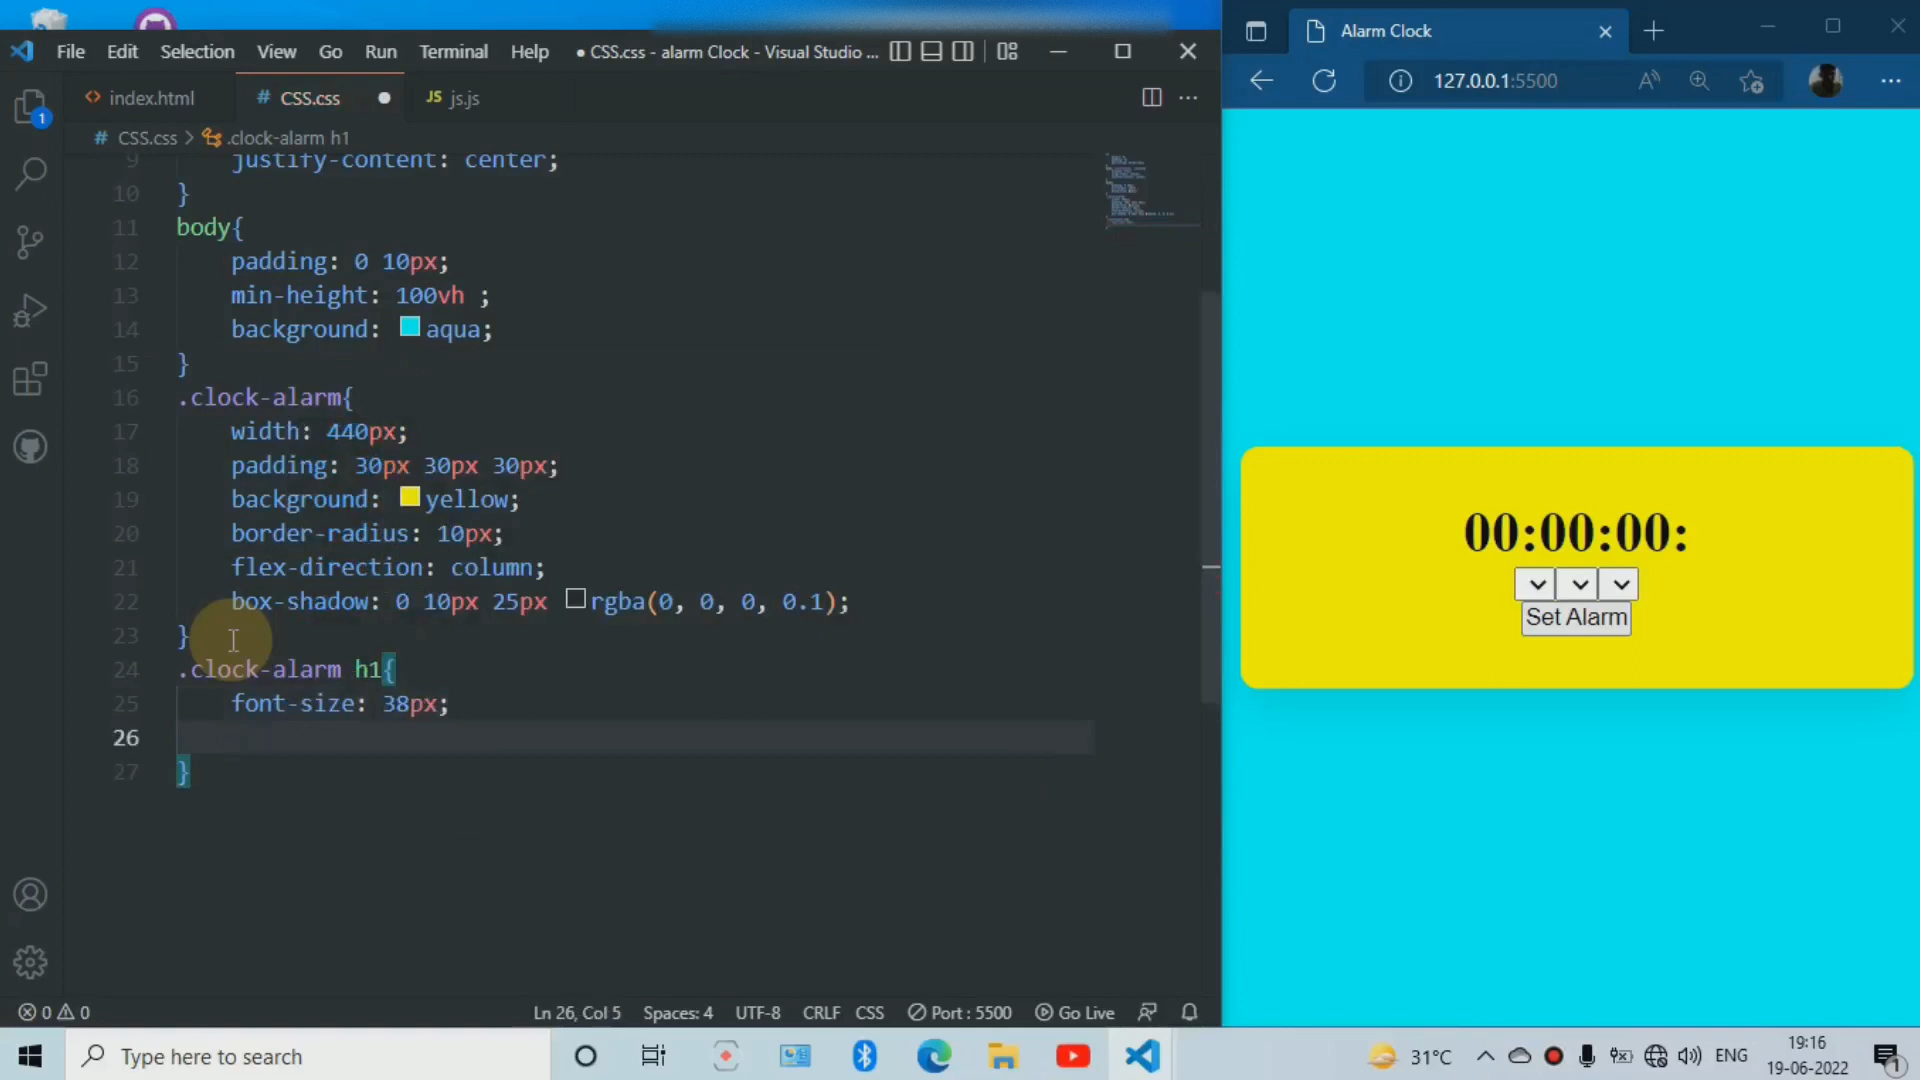 File Edit Selection View Go Run Terminal Help ● CSS.css - alarm Clock - Visual Studio ...
index.html # CSS.css ● JS js.js
# CSS.css > .clock-alarm h1
9 justify-content: center;
10 }
11 body{
12 padding: 0 10px;
13 min-height: 100vh ;
14 background: aqua;
15 }
16 .clock-alarm{
17 width: 440px;
18 padding: 30px 30px 30px;
19 background: yellow;
20 border-radius: 10px;
21 flex-direction: column;
22 box-shadow: 0 10px 25px rgba(0, 0, 0, 0.1);
23 }
24 .clock-alarm h1{
25 font-size: 38px;
26
27 }
1
0 0 Ln 26, Col 5 Spaces: 4 UTF-8 CRLF CSS Port : 5500 Go Live
Alarm Clock
127.0.0.1:5500
00:00:00:
Set Alarm
Type here to search
31°C ENG 19:16
19-06-2022 1